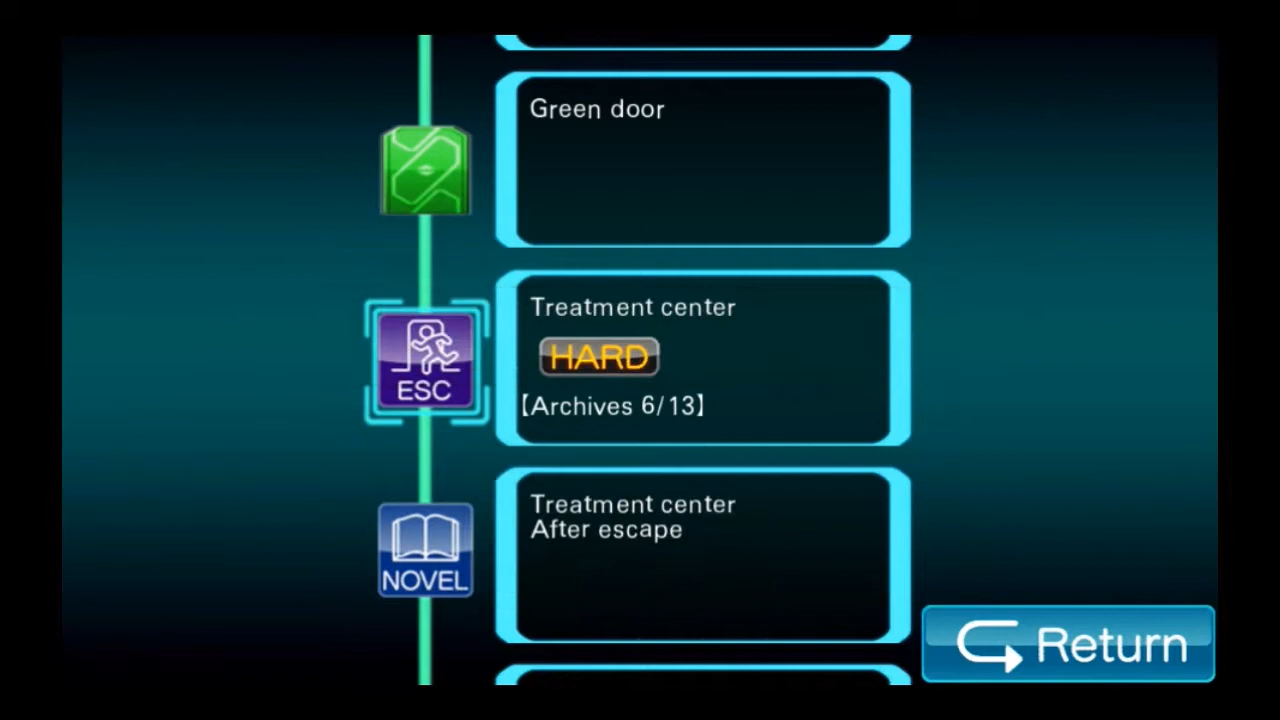 Green door
Treatment center
HARD
ESC
【Archives 6/13】
Treatment center
After escape
NOVEL
Return